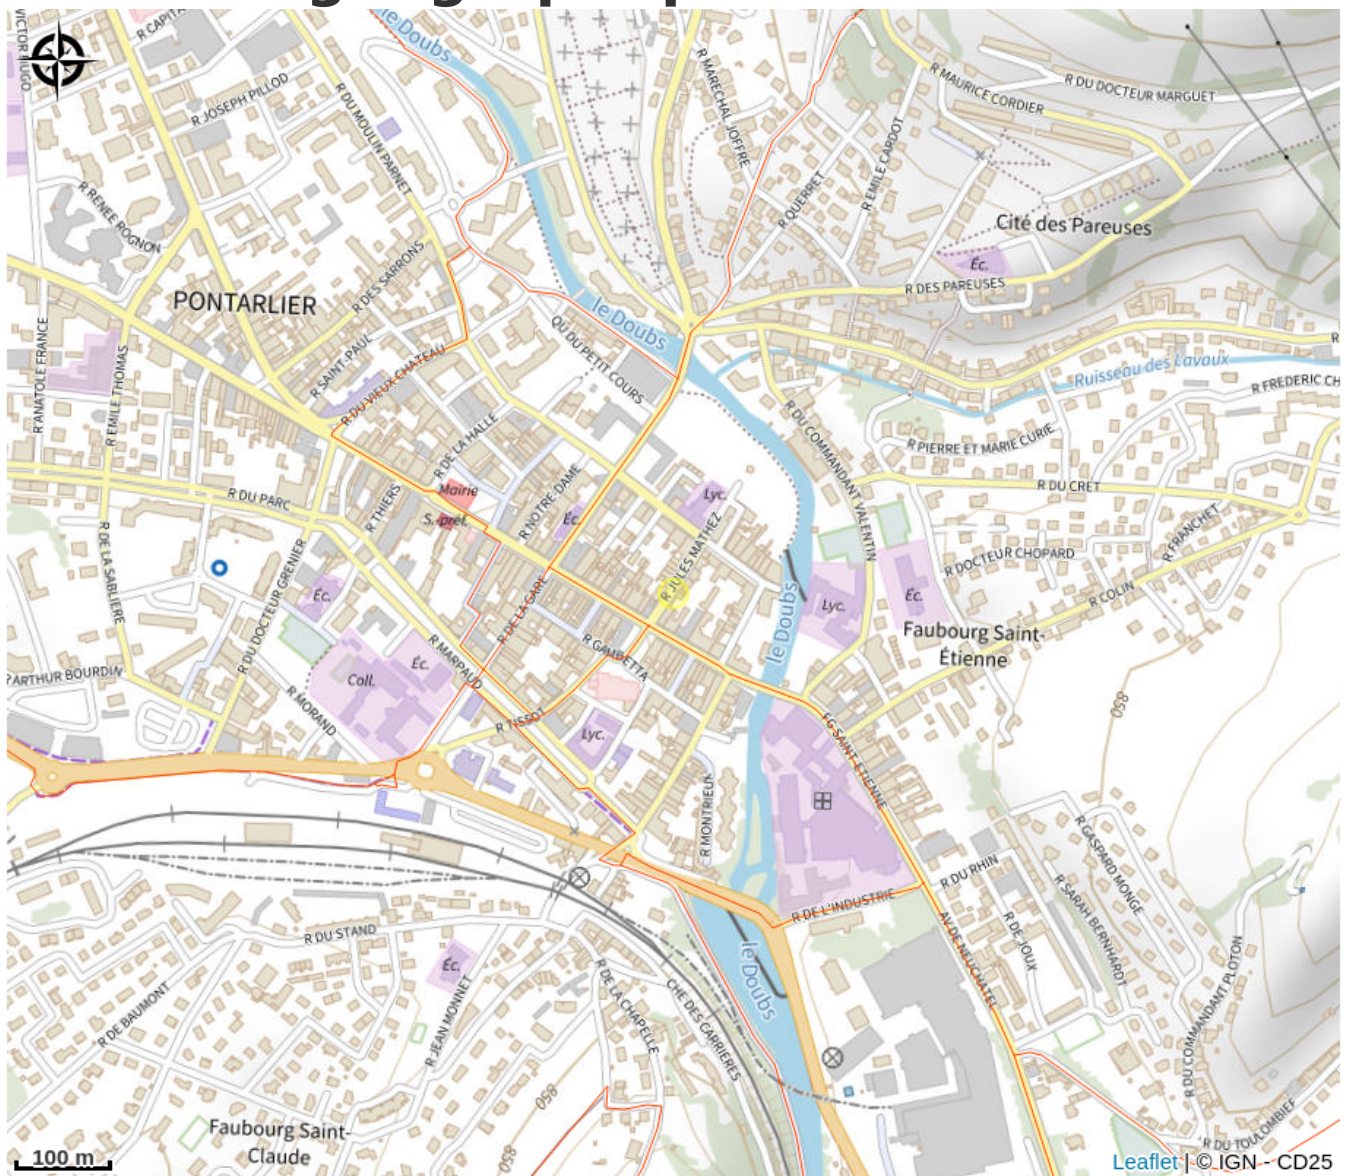 le Doubs
R CAPITA
VICTOR HUGO
R JOSEPH PILLOD
R DU MOULIN PARNET
R MARECHAL JOFFRE
R MAURICE CORDIER
R DU DOCTEUR MARGUET
R EMILE CARDOT
R QUERRET
R RENEE ROGNON
Cité des Pareuses
Éc.
R DES PAREUSES
R DES SARRONS
PONTARLIER
le Doubs
QU DU PETIT COURS
R ANATOLE FRANCE
R EMILE THOMAS
R SAINT-PAUL
R DU VIEUX CHATEAU
Ruisseau des Lavaux
R
R FREDERIC CH
R DU COMMANDANT VALENTIN
R PIERRE ET MARIE CURIE
R DE LA HALLE
R DU CRET
R DU PARC
R THIERS
Mairie
S.-préf.
R NOTRE-DAME
Éc.
Lyc.
R JULES MATHEZ
R FRANCHET
R DOCTEUR CHOPARD
R COLIN
R DE LA SABLIERE
R DU DOCTEUR GRENIER
Éc.
R DE LA GARE
le Doubs
Lyc.
Éc.
Faubourg Saint-
Étienne
R GAMBETTA
R MARPAUD
Éc.
Coll.
R ARTHUR BOURDIN
R MORAND
R TISSOT
Lyc.
850
FG SAINT-ETIENNE
R MONTRIEUX
R GASPARD MONGE
R DU RHIN
R SARAH BERNHARDT
R DE L'INDUSTRIE
R DE JOUX
AV DE NEUCHATEL
R DU STAND
Éc.
le Doubs
R DE LA CHAPELLE
CHE DES CARRIERES
R DE BAUMONT
R JEAN MONNET
R DU COMMANDANT PLOTON
850
850
Faubourg Saint-
Claude
R DU TOULOMBIEF
100 m
Leaflet | © IGN - CD25